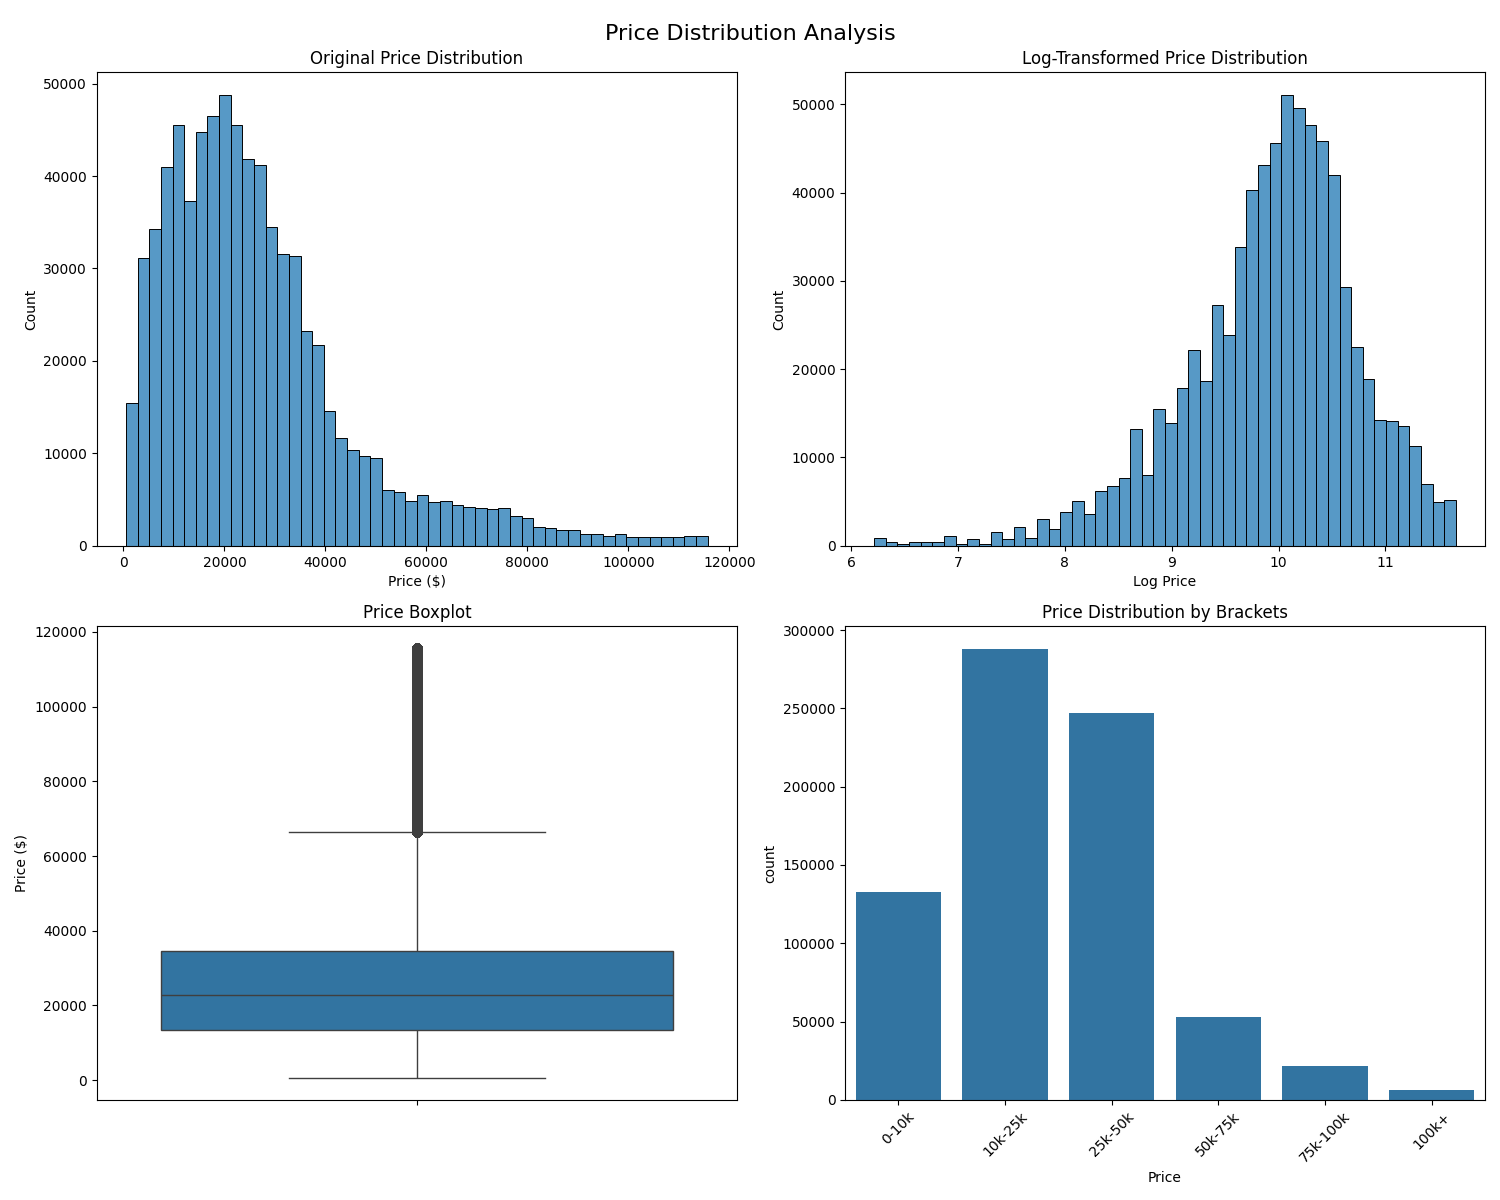 Price Distribution Analysis
Original Price Distribution
50000
40000
30000
20000
10000
0
Count
0 20000 40000 60000 80000 100000 120000
Price ($)
Log-Transformed Price Distribution
50000
40000
30000
20000
10000
0
Count
6 7 8 9 10 11
Log Price
Price Boxplot
120000
100000
80000
60000
40000
20000
0
Price ($)
Price Distribution by Brackets
300000
250000
200000
150000
100000
50000
0
count
0-10k 10k-25k 25k-50k 50k-75k 75k-100k 100k+
Price